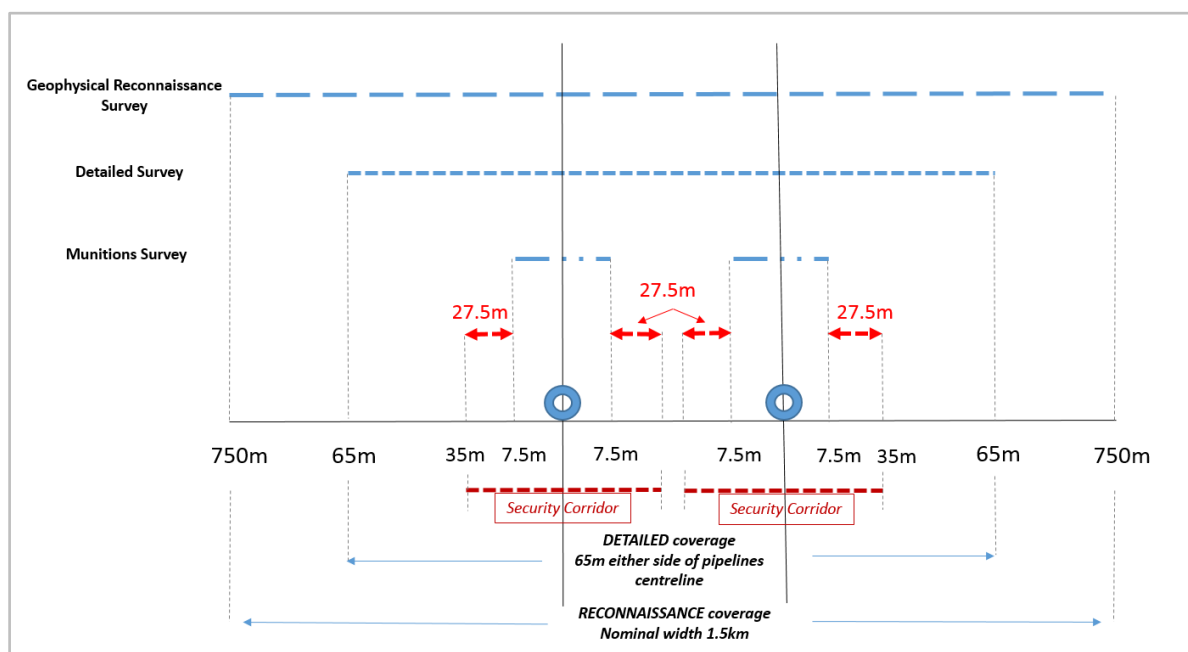 Geophysical Reconnaissance
Survey
Detailed Survey
Munitions Survey
27.5m
27.5m
27.5m
750m
65m
35m
7.5m
7.5m
7.5m
7.5m
35m
65m
750m
Security Corridor
Security Corridor
DETAILED coverage
65m either side of pipelines
centreline
RECONNAISSANCE coverage
Nominal width 1.5km